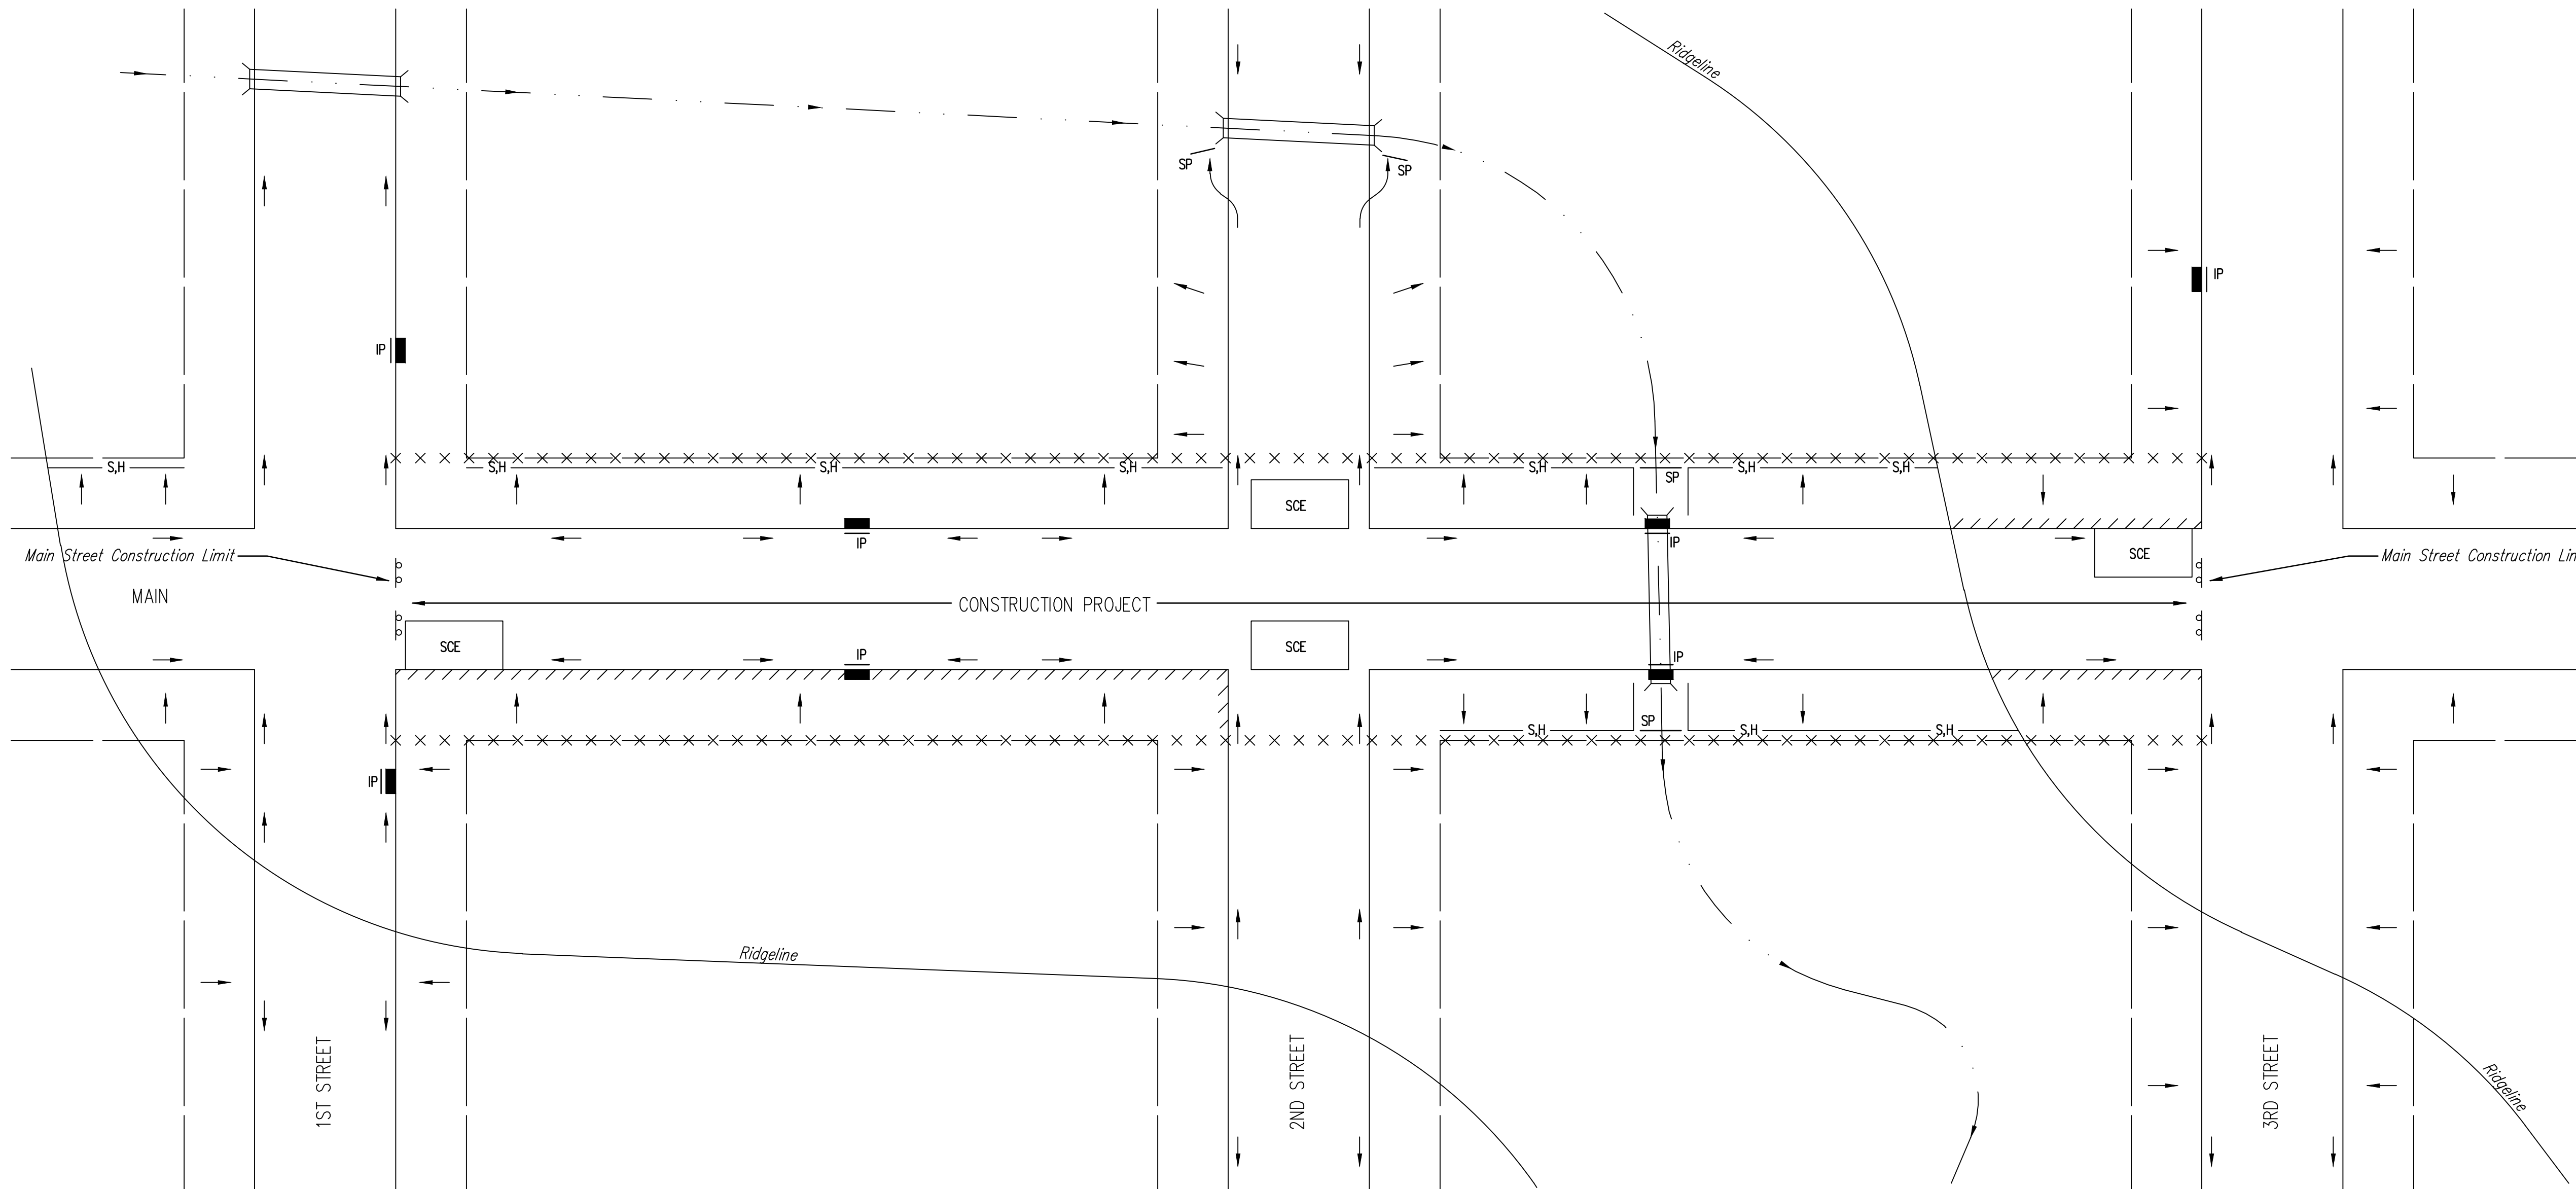 Ridgeline
SP
SP
IP
IP
S,H
S,H
S,H
S,H
S,H
S,H
S,H
SP
SCE
IP
IP
Main Street Construction Limit
SCE
Main Street Construction Lin
MAIN
CONSTRUCTION PROJECT
SCE
SCE
IP
IP
SP
S,H
S,H
S,H
IP
Ridgeline
1ST STREET
2ND STREET
3RD STREET
Ridgeline